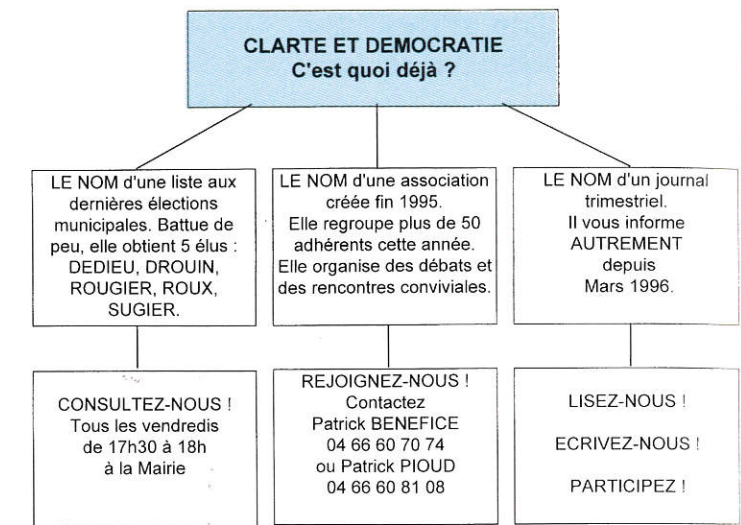 CLARTE ET DEMOCRATIE
C'est quoi déjà ?
LE NOM d'une liste aux
dernières élections
municipales. Battue de
peu, elle obtient 5 élus :
DEDIEU, DROUIN,
ROUGIER, ROUX,
SUGIER.
LE NOM d'une association
créée fin 1995.
Elle regroupe plus de 50
adhérents cette année.
Elle organise des débats et
des rencontres conviviales.
LE NOM d'un journal
trimestriel.
Il vous informe
AUTREMENT
depuis
Mars 1996.
CONSULTEZ-NOUS !
Tous les vendredis
de 17h30 à 18h
à la Mairie
REJOIGNEZ-NOUS !
Contactez
Patrick BENEFICE
04 66 60 70 74
ou Patrick PIOUD
04 66 60 81 08
LISEZ-NOUS !
ECRIVEZ-NOUS !
PARTICIPEZ !